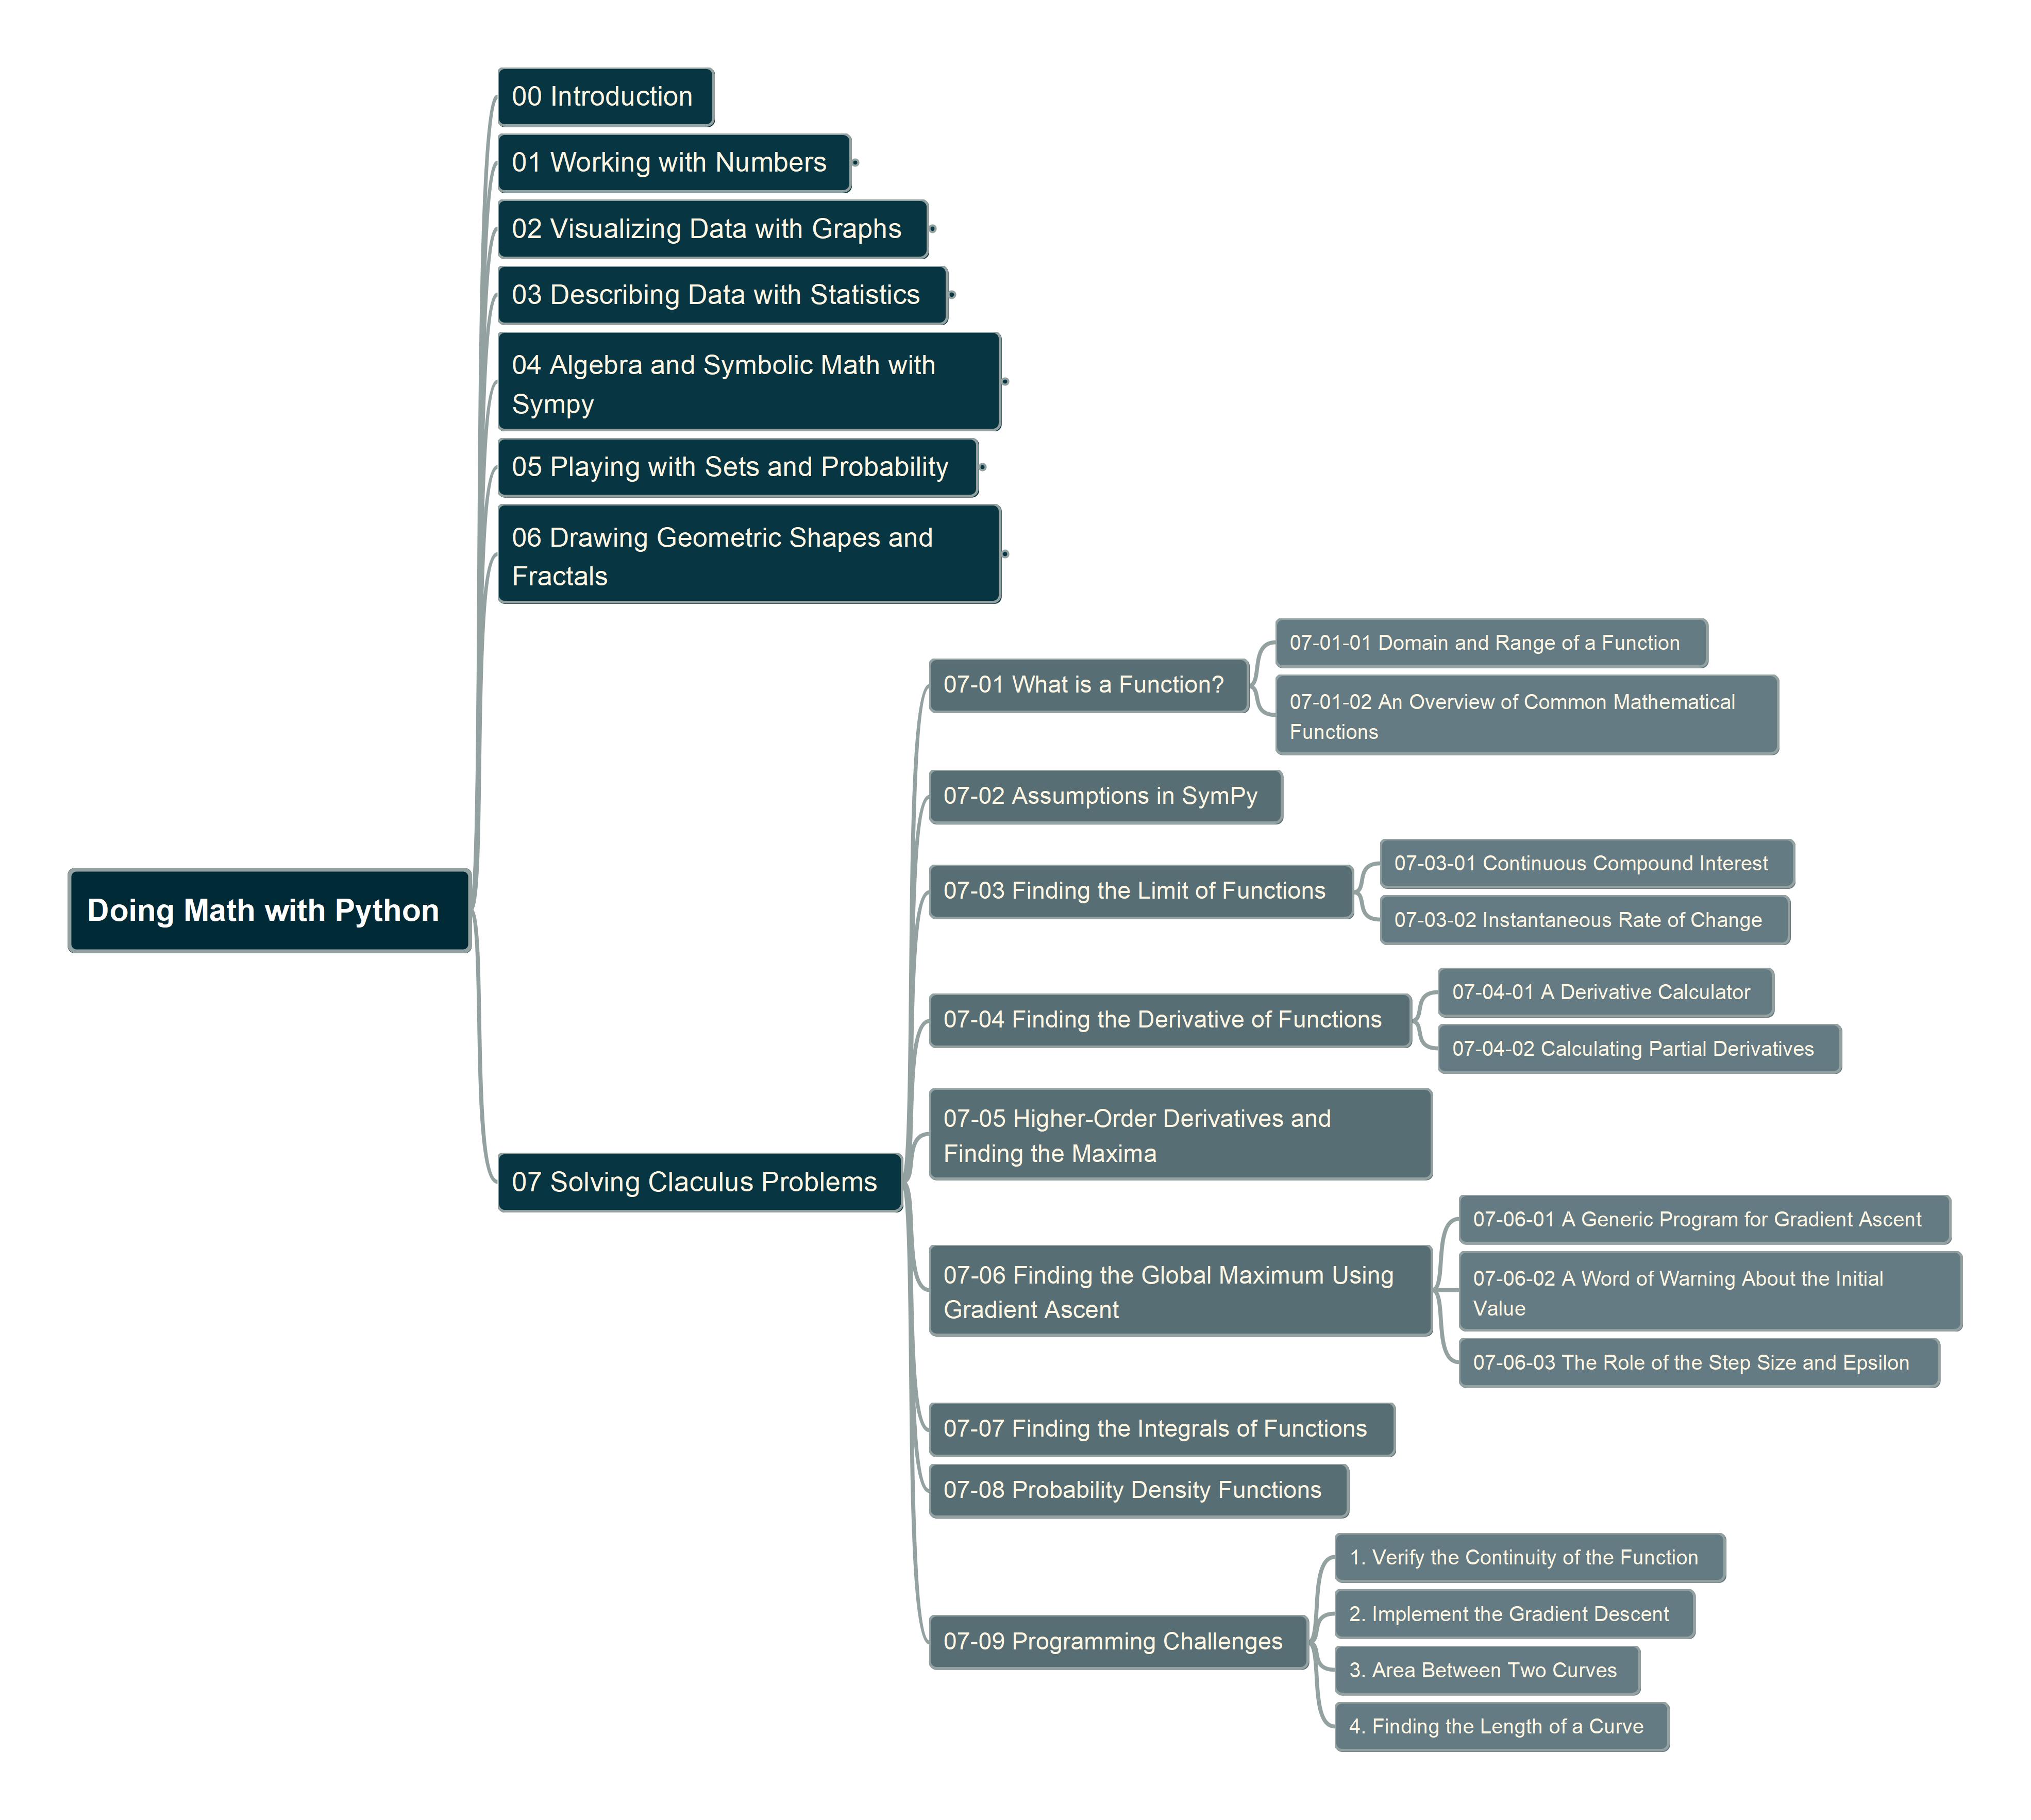 00 Introduction
01 Working with Numbers
02 Visualizing Data with Graphs
03 Describing Data with Statistics
04 Algebra and Symbolic Math with
Sympy
05 Playing with Sets and Probability
06 Drawing Geometric Shapes and
Fractals
Doing Math with Python
07 Solving Claculus Problems
07-01 What is a Function?
07-01-01 Domain and Range of a Function
07-01-02 An Overview of Common Mathematical
Functions
07-02 Assumptions in SymPy
07-03 Finding the Limit of Functions
07-03-01 Continuous Compound Interest
07-03-02 Instantaneous Rate of Change
07-04 Finding the Derivative of Functions
07-04-01 A Derivative Calculator
07-04-02 Calculating Partial Derivatives
07-05 Higher-Order Derivatives and
Finding the Maxima
07-06 Finding the Global Maximum Using
Gradient Ascent
07-06-01 A Generic Program for Gradient Ascent
07-06-02 A Word of Warning About the Initial
Value
07-06-03 The Role of the Step Size and Epsilon
07-07 Finding the Integrals of Functions
07-08 Probability Density Functions
07-09 Programming Challenges
1. Verify the Continuity of the Function
2. Implement the Gradient Descent
3. Area Between Two Curves
4. Finding the Length of a Curve